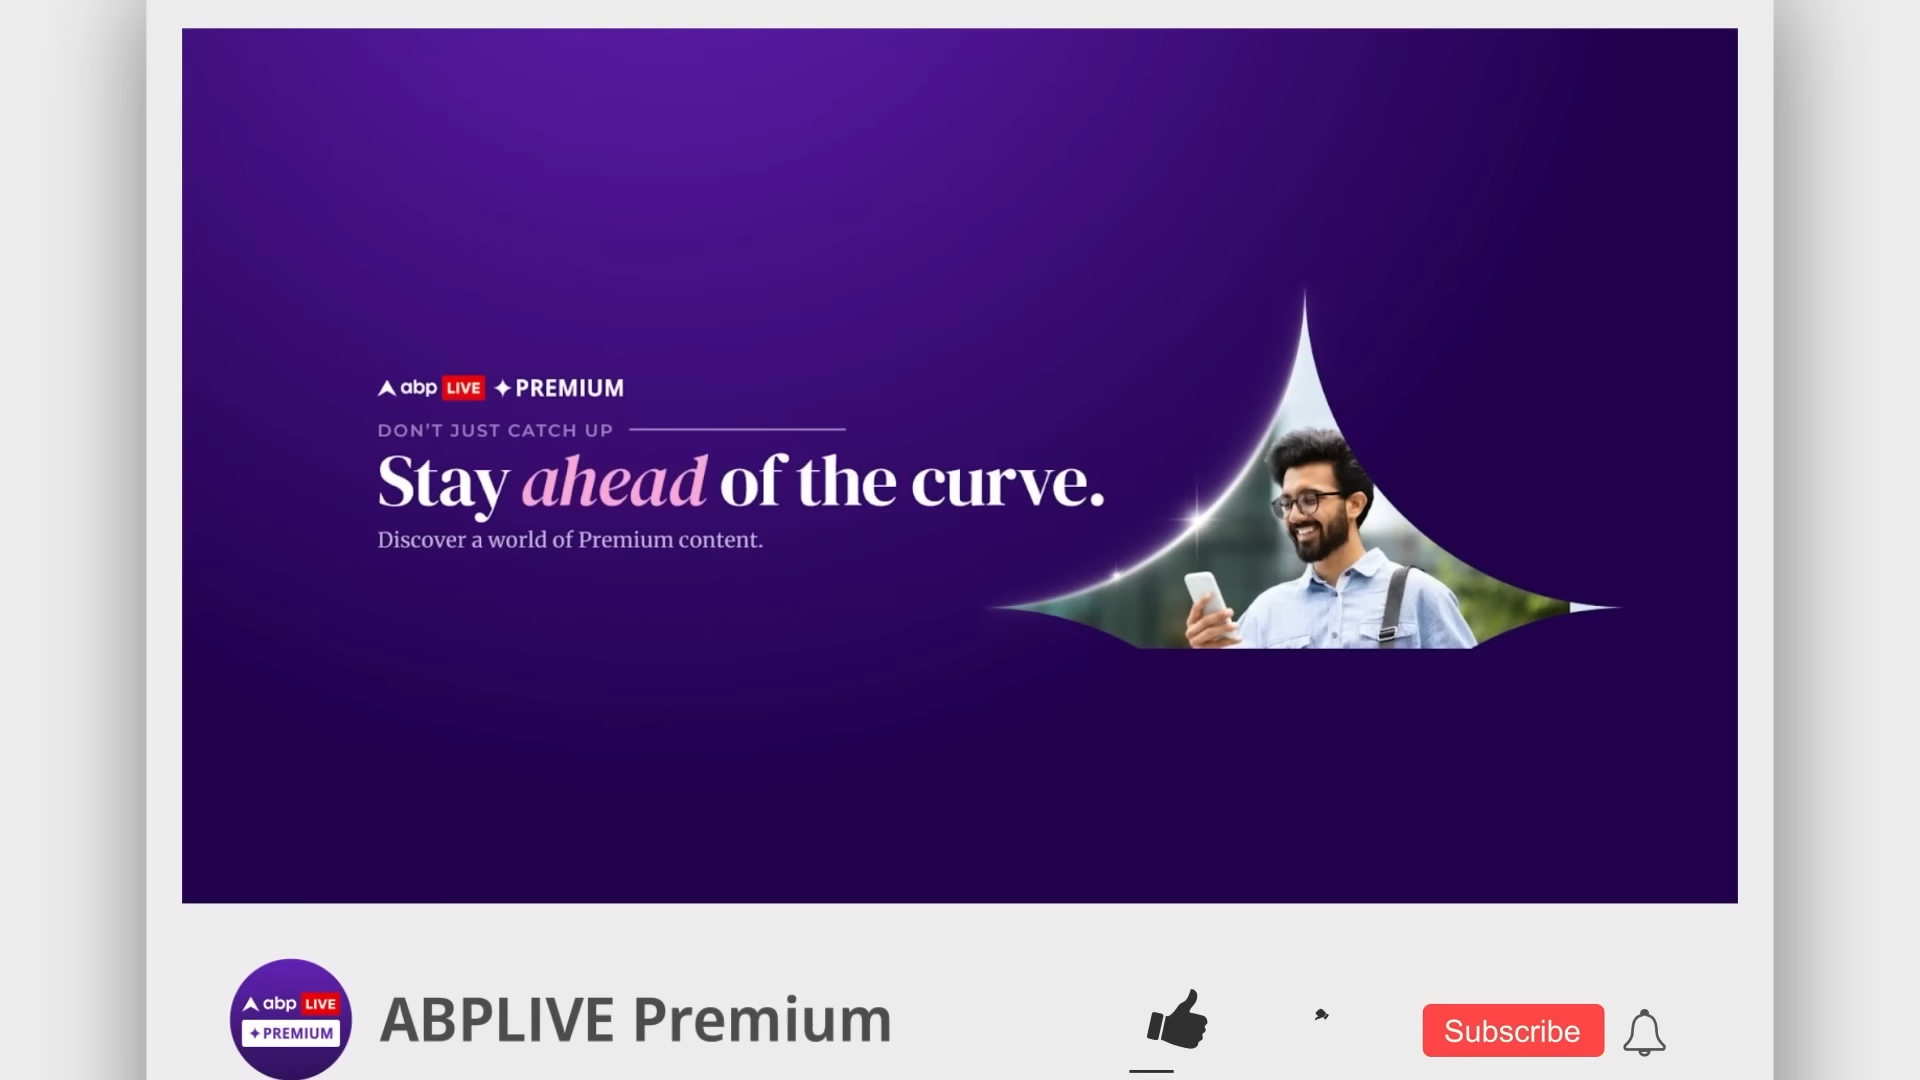 abp LIVE PREMIUM
DON'T JUST CATCH UP
Stay ahead of the curve.
Discover a world of Premium content.
abp LIVE
PREMIUM
ABPLIVE Premium
Subscribe